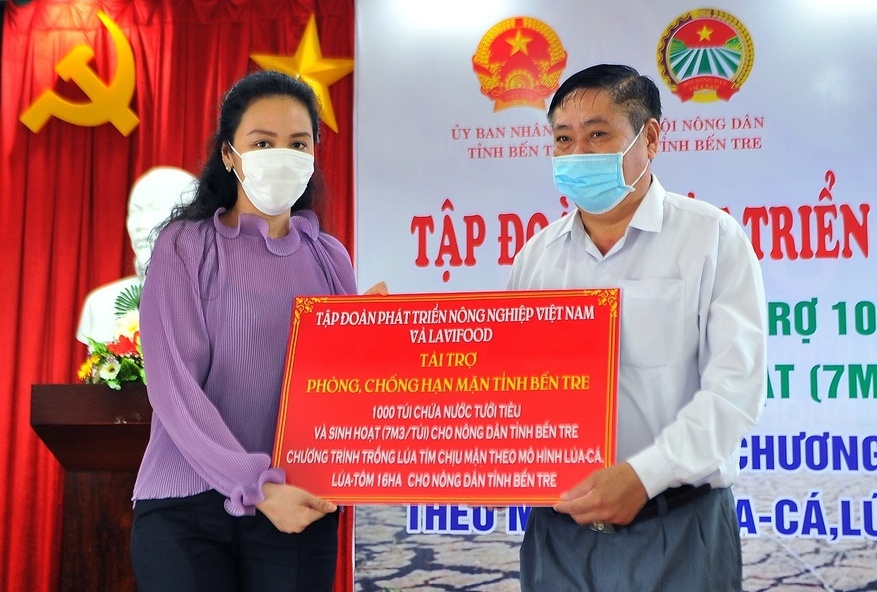 ỦY BAN NHÂN
TỈNH BẾN TRE
HỘI NÔNG DÂN
TỈNH BẾN TRE
TẬP TRIỂN
RỢ 10
(7M
CHƯƠNG
THEO
A-CÁ,LÚ
TẬP ĐOÀN PHÁT TRIỂN NÔNG NGHIỆP VIỆT NAM
VÀ LAVIFOOD
TÀI TRỢ
PHÒNG, CHỐNG HẠN MẶN TỈNH BẾN TRE
1000 TÚI CHỨA NƯỚC TƯỚI TIÊU
VÀ SINH HOẠT (7M3/TÚI) CHO NÔNG DÂN TỈNH BẾN TRE
CHƯƠNG TRÌNH TRỒNG LÚA TÍM CHỊU MẶN THEO MÔ HÌNH LÚA-CÁ,
LÚA-TÔM 16HA CHO NÔNG DÂN TỈNH BẾN TRE